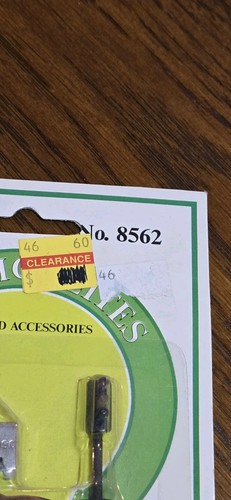 No. 8562
46 60
CLEARANCE
$
46
D ACCESSORIES